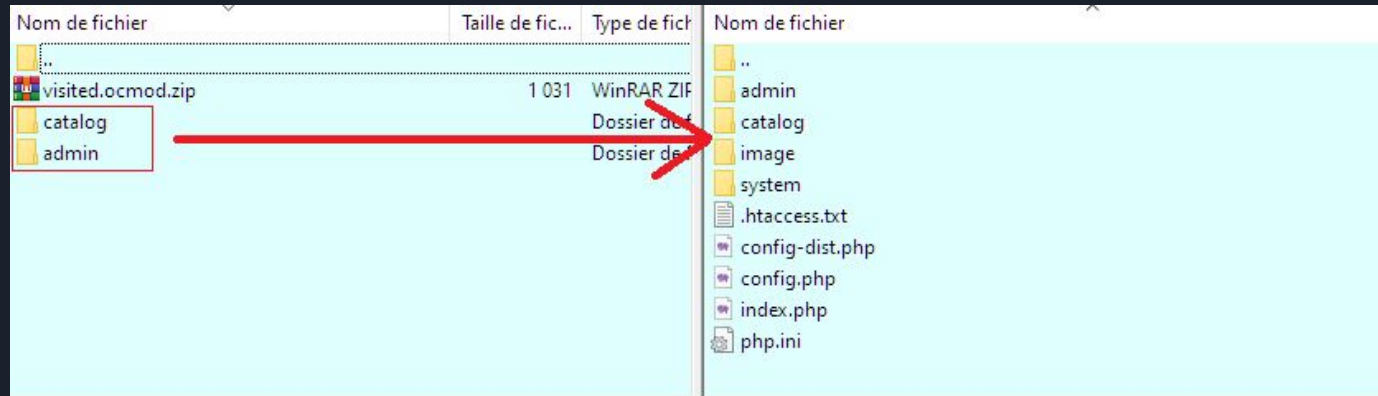 Nom de fichier Taille de fic... Type de fich
..
visited.ocmod.zip 1 031 WinRAR ZIP
catalog Dossier de f
admin Dossier de f
Nom de fichier
..
admin
catalog
image
system
.htaccess.txt
config-dist.php
config.php
index.php
php.ini